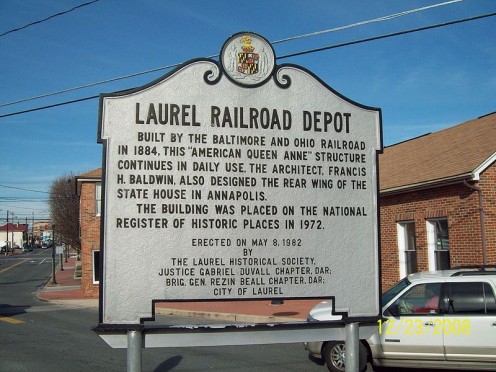 LAUREL RAILROAD DEPOT
BUILT BY THE BALTIMORE AND OHIO RAILROAD
IN 1884, THIS "AMERICAN QUEEN ANNE" STRUCTURE
CONTINUES IN DAILY USE. THE ARCHITECT, FRANCIS
H. BALDWIN, ALSO DESIGNED THE REAR WING OF THE
STATE HOUSE IN ANNAPOLIS.
THE BUILDING WAS PLACED ON THE NATIONAL
REGISTER OF HISTORIC PLACES IN 1972.
ERECTED ON MAY 8, 1982
BY
THE LAUREL HISTORICAL SOCIETY,
JUSTICE GABRIEL DUVALL CHAPTER, DAR;
BRIG. GEN. REZIN BEALL CHAPTER, DAR;
CITY OF LAUREL
12-23-2008